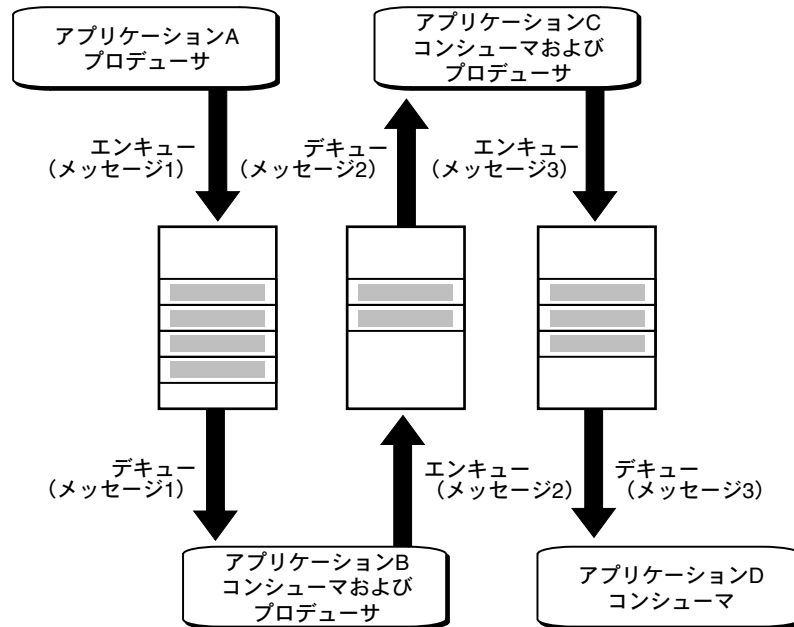 アプリケーションA
プロデューサ
アプリケーションC
コンシューマおよび
プロデューサ
エンキュー
（メッセージ1）
デキュー
（メッセージ2）
エンキュー
（メッセージ3）
デキュー
（メッセージ1）
エンキュー
（メッセージ2）
デキュー
（メッセージ3）
アプリケーションB
コンシューマおよび
プロデューサ
アプリケーションD
コンシューマ